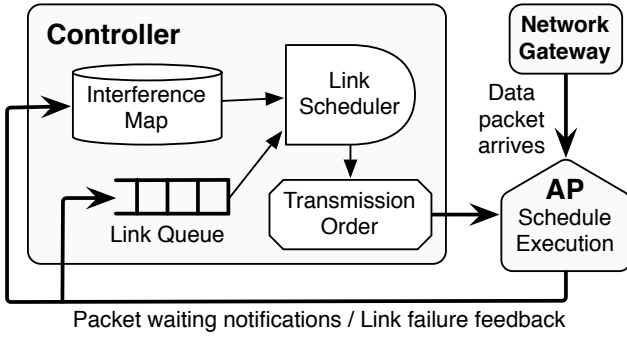 Controller
Interference
Map
Link
Scheduler
Link Queue
Transmission
Order
Network
Gateway
Data
packet
arrives
AP
Schedule
Execution
Packet waiting notifications / Link failure feedback